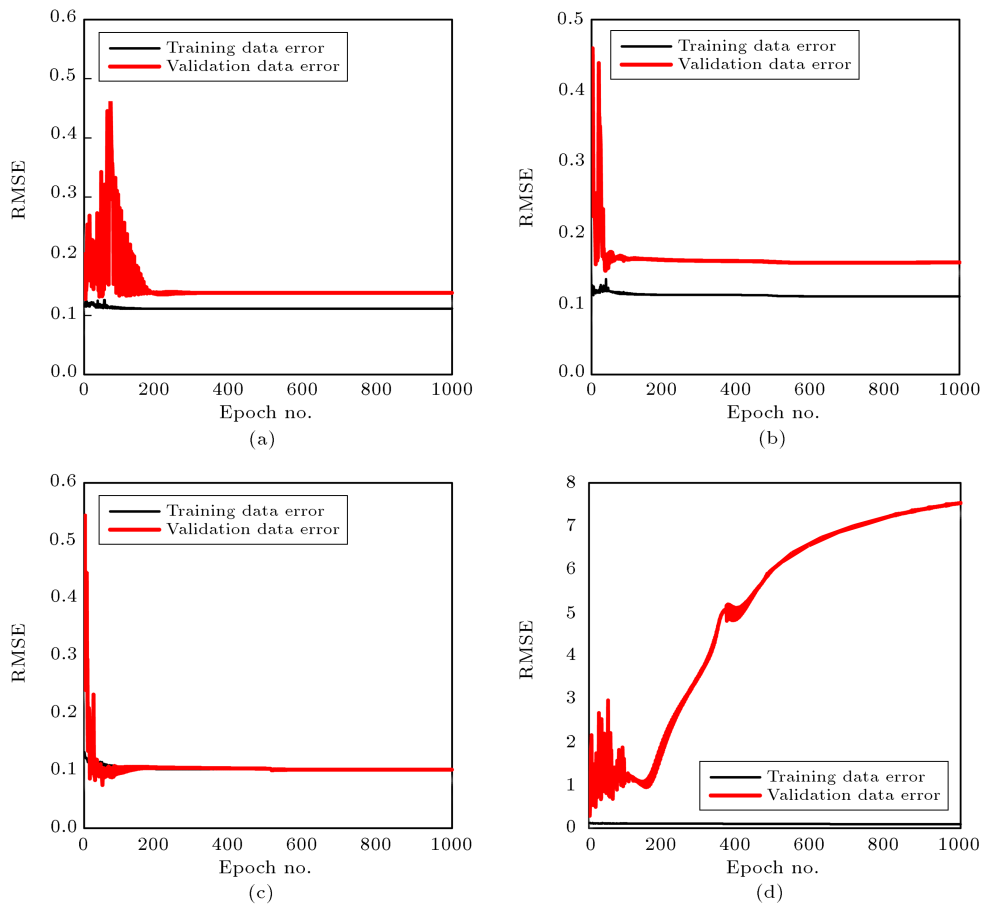 0.6
0.5
0.4
0.3
0.2
0.1
0.0
RMSE
Training data error
Validation data error
0 200 400 600 800 1000
Epoch no.
(a)
0.5
0.4
0.3
0.2
0.1
0.0
RMSE
Training data error
Validation data error
0 200 400 600 800 1000
Epoch no.
(b)
0.6
0.5
0.4
0.3
0.2
0.1
0.0
RMSE
Training data error
Validation data error
0 200 400 600 800 1000
Epoch no.
(c)
8
7
6
5
4
3
2
1
0
RMSE
Training data error
Validation data error
0 200 400 600 800 1000
Epoch no.
(d)